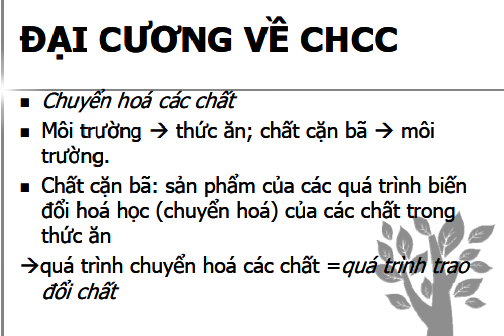 ĐẠI CƯƠNG VỀ CHCC
▪ Chuyển hoá các chất
▪ Môi trường → thức ăn; chất cặn bã → môi
trường.
▪ Chất cặn bã: sản phẩm của các quá trình biến
đổi hoá học (chuyển hoá) của các chất trong
thức ăn
→quá trình chuyển hoá các chất =quá trình trao
đổi chất